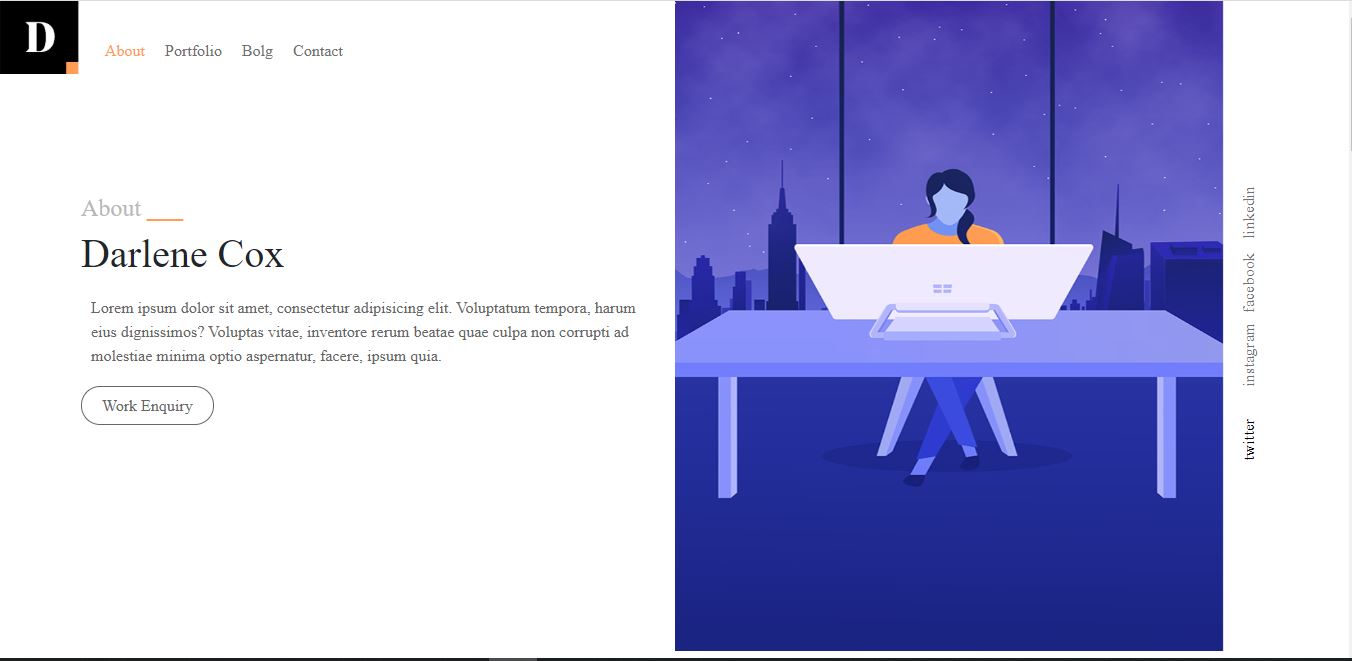 D
About Portfolio Bolg Contact
About
Darlene Cox
Lorem ipsum dolor sit amet, consectetur adipisicing elit. Voluptatum tempora, harum
eius dignissimos? Voluptas vitae, inventore rerum beatae quae culpa non corrupti ad
molestiae minima optio aspernatur, facere, ipsum quia.
Work Enquiry
linkedin
facebook
instagram
twitter